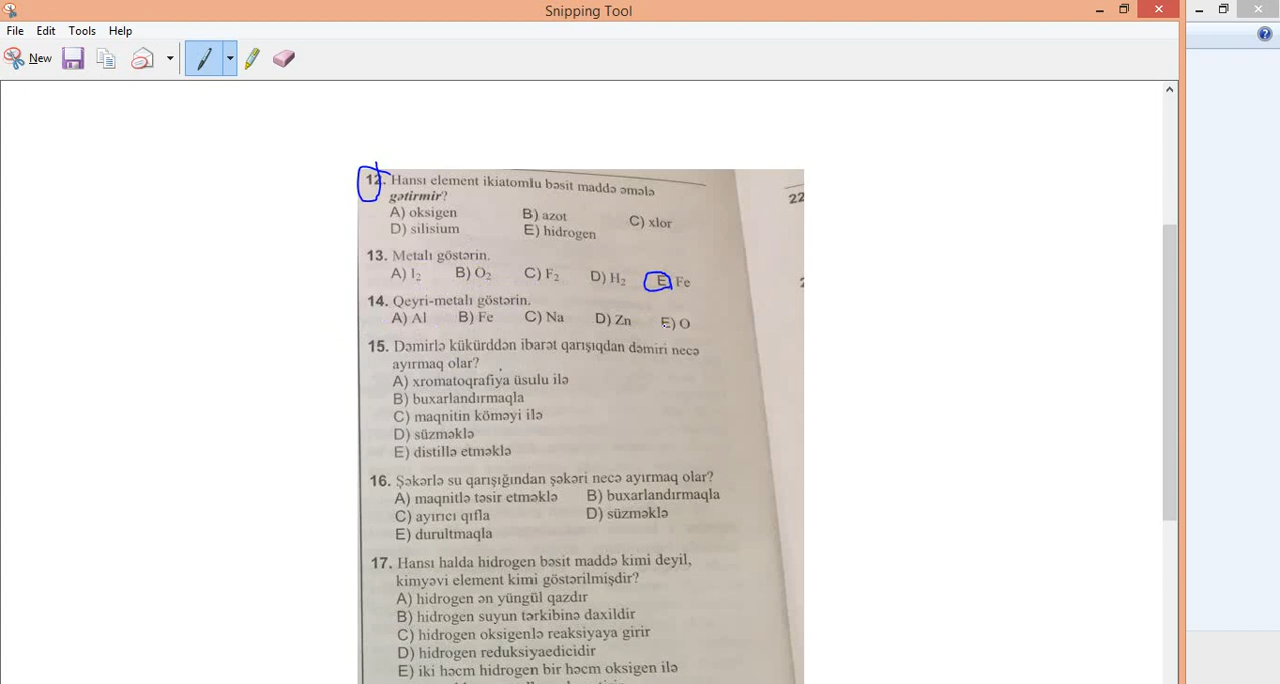 Snipping Tool
File Edit Tools Help
New
12. Hansı element ikiatomlu bəsit maddə əmələ
gətirmir?
A) oksigen B) azot C) xlor
D) silisium E) hidrogen
13. Metalı göstərin.
A) I₂ B) O₂ C) F₂ D) H₂ E) Fe
14. Qeyri-metalı göstərin.
A) Al B) Fe C) Na D) Zn E) O
15. Dəmirlə kükürddən ibarət qarışıqdan dəmiri necə
ayırmaq olar?
A) xromatoqrafiya üsulu ilə
B) buxarlandırmaqla
C) maqnitin köməyi ilə
D) süzməklə
E) distillə etməklə
16. Şəkərlə su qarışığından şəkəri necə ayırmaq olar?
A) maqnitlə təsir etməklə B) buxarlandırmaqla
C) ayırıcı qıfla D) süzməklə
E) durultmaqla
17. Hansı halda hidrogen bəsit maddə kimi deyil,
kimyəvi element kimi göstərilmişdir?
A) hidrogen ən yüngül qazdır
B) hidrogen suyun tərkibinə daxildir
C) hidrogen oksigenlə reaksiyaya girir
D) hidrogen reduksiyaedicidir
E) iki həcm hidrogen bir həcm oksigen ilə
22